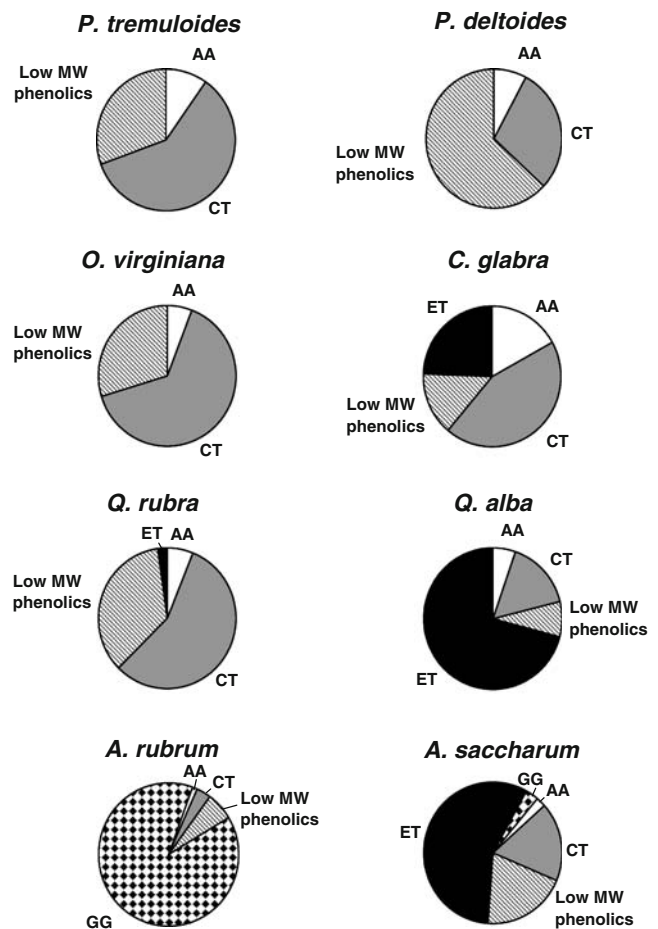 P. tremuloides
AA
Low MW
phenolics
CT
P. deltoides
AA
CT
Low MW
phenolics
O. virginiana
AA
Low MW
phenolics
CT
C. glabra
ET
AA
Low MW
phenolics
CT
Q. rubra
ET AA
Low MW
phenolics
CT
Q. alba
AA
CT
Low MW
phenolics
ET
A. rubrum
AA
CT
Low MW
phenolics
GG
A. saccharum
GG
AA
ET
CT
Low MW
phenolics